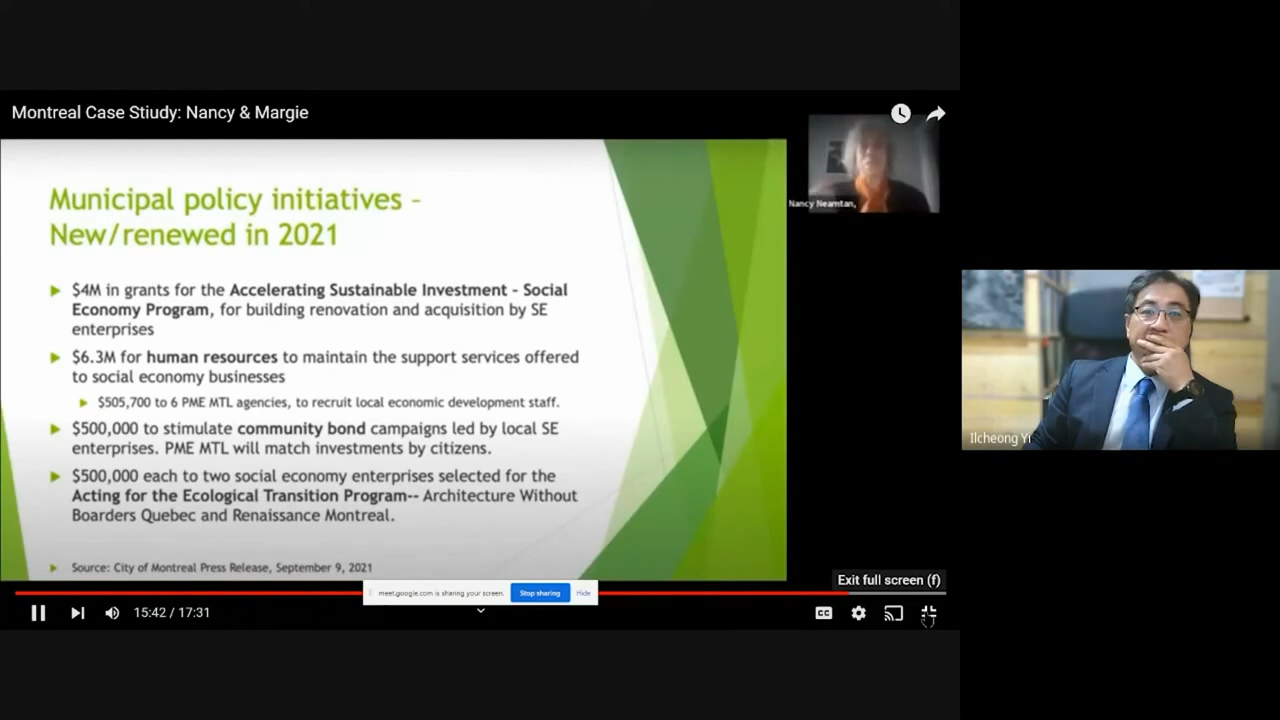 Montreal Case Stiudy: Nancy & Margie
Municipal policy initiatives –
New/renewed in 2021
$4M in grants for the Accelerating Sustainable Investment – Social
Economy Program, for building renovation and acquisition by SE
enterprises
$6.3M for human resources to maintain the support services offered
to social economy businesses
$505,700 to 6 PME MTL agencies, to recruit local economic development staff.
$500,000 to stimulate community bond campaigns led by local SE
enterprises. PME MTL will match investments by citizens.
$500,000 each to two social economy enterprises selected for the
Acting for the Ecological Transition Program-- Architecture Without
Boarders Quebec and Renaissance Montreal.
Source: City of Montreal Press Release, September 9, 2021
Nancy Neamtan,
Ilcheong Yi
meet.google.com is sharing your screen.
Stop sharing
Hide
Exit full screen (f)
15:42 / 17:31
CC